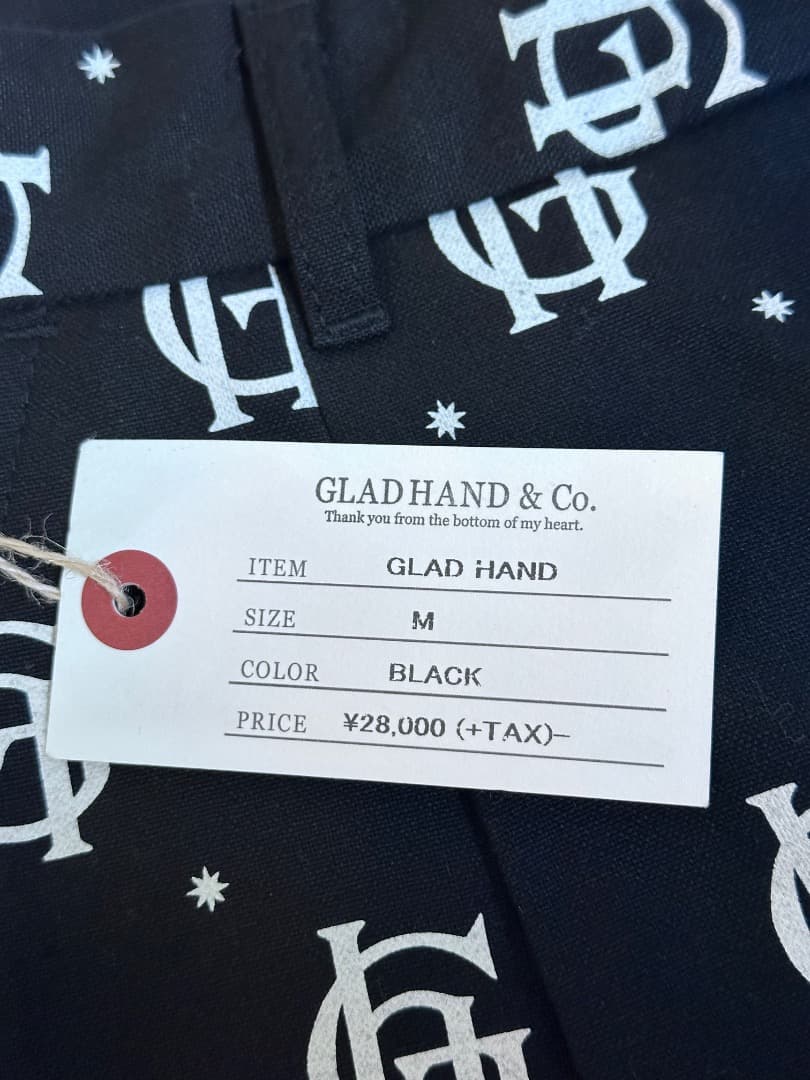 GLAD HAND & Co.
Thank you from the bottom of my heart.
ITEM GLAD HAND
SIZE M
COLOR BLACK
PRICE ¥28,000 (+TAX)−